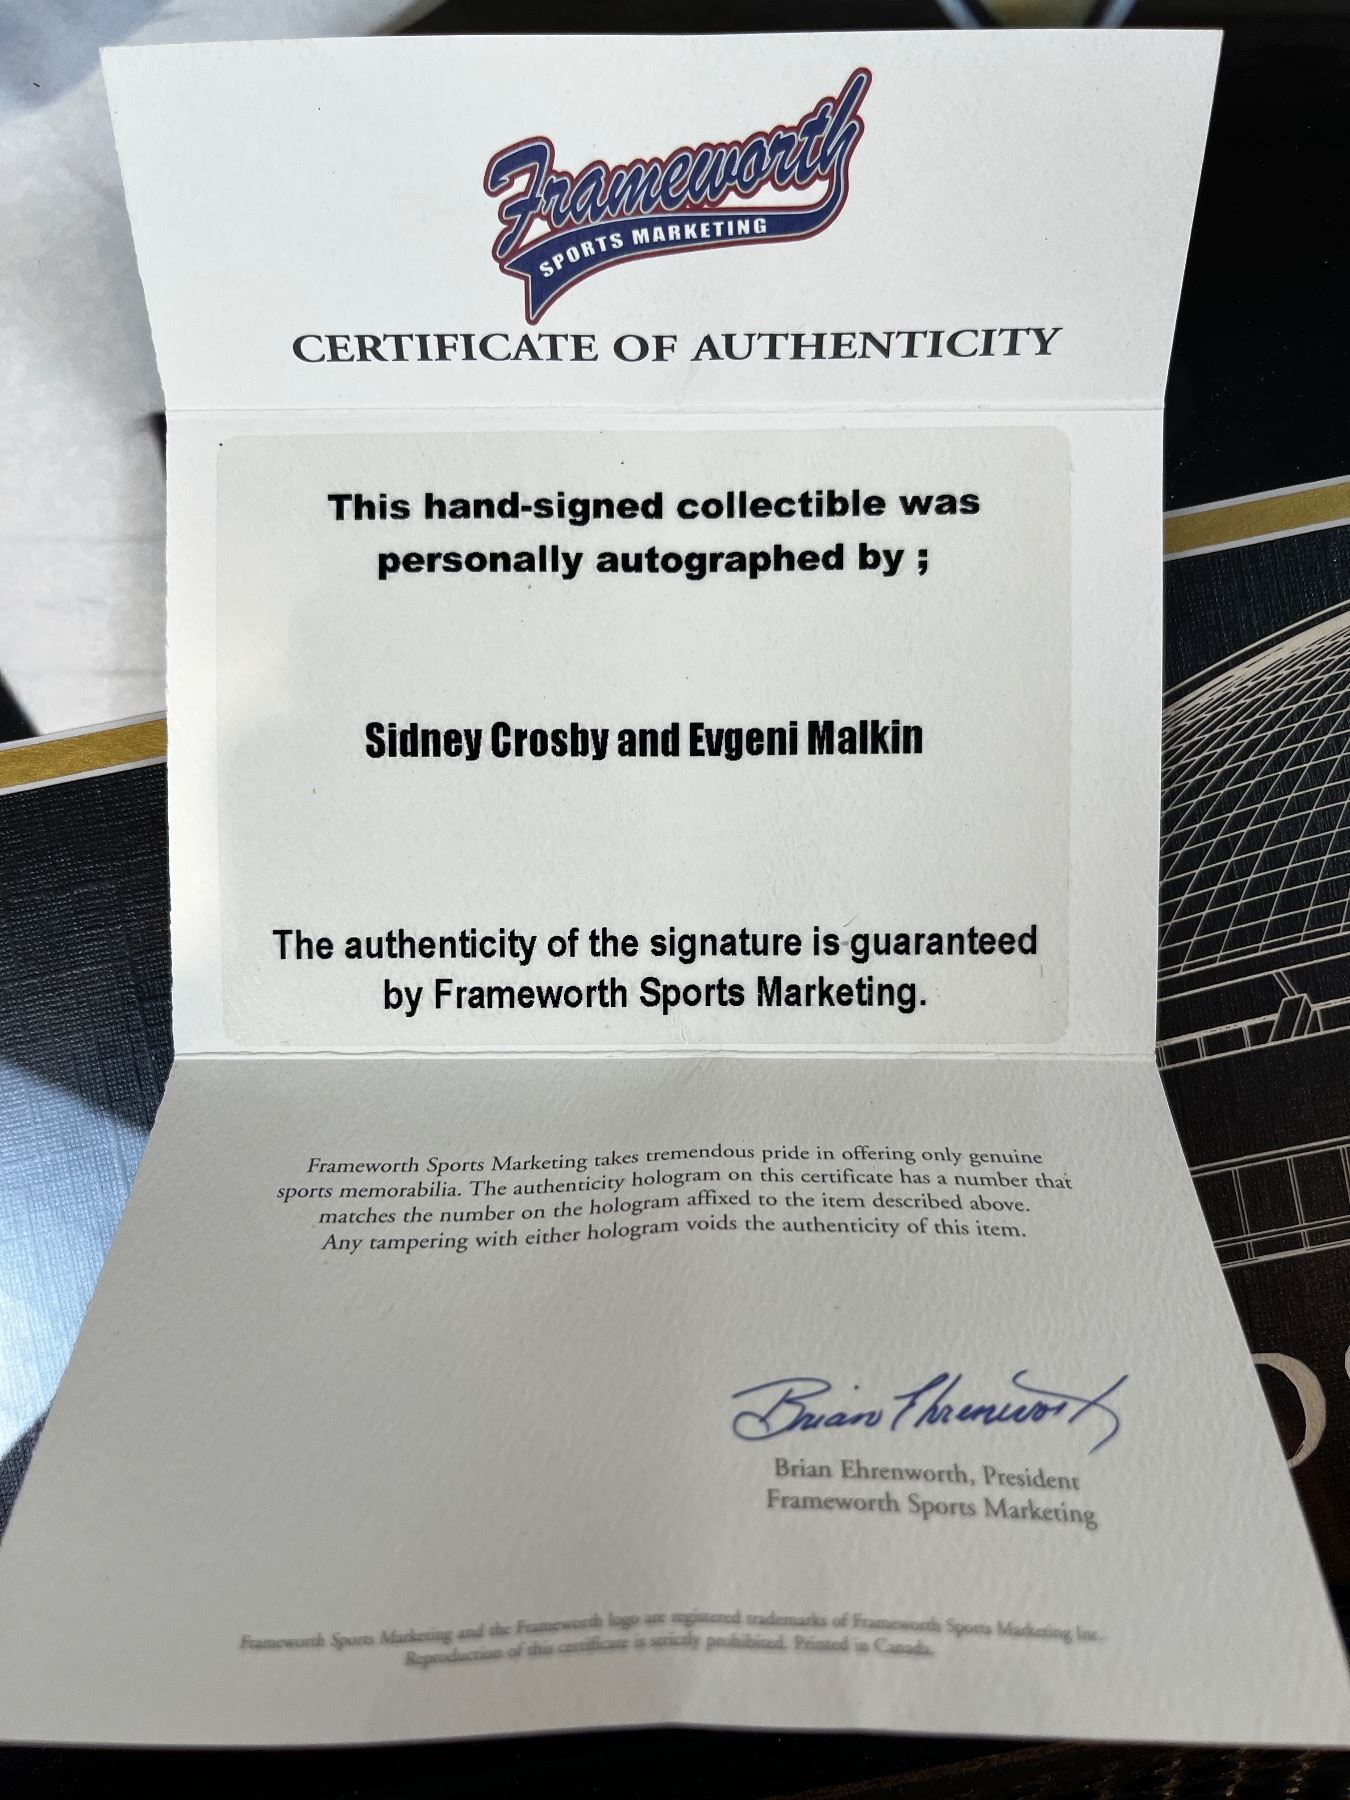 Frameworth
SPORTS MARKETING
CERTIFICATE OF AUTHENTICITY
This hand-signed collectible was
personally autographed by ;
Sidney Crosby and Evgeni Malkin
The authenticity of the signature is guaranteed
by Frameworth Sports Marketing.
Frameworth Sports Marketing takes tremendous pride in offering only genuine
sports memorabilia. The authenticity hologram on this certificate has a number that
matches the number on the hologram affixed to the item described above.
Any tampering with either hologram voids the authenticity of this item.
Brian Ehrenworth
Brian Ehrenworth, President
Frameworth Sports Marketing
Frameworth Sports Marketing and the Frameworth logo are registered trademarks of Frameworth Sports Marketing Inc.
Reproduction of this certificate is strictly prohibited. Printed in Canada.